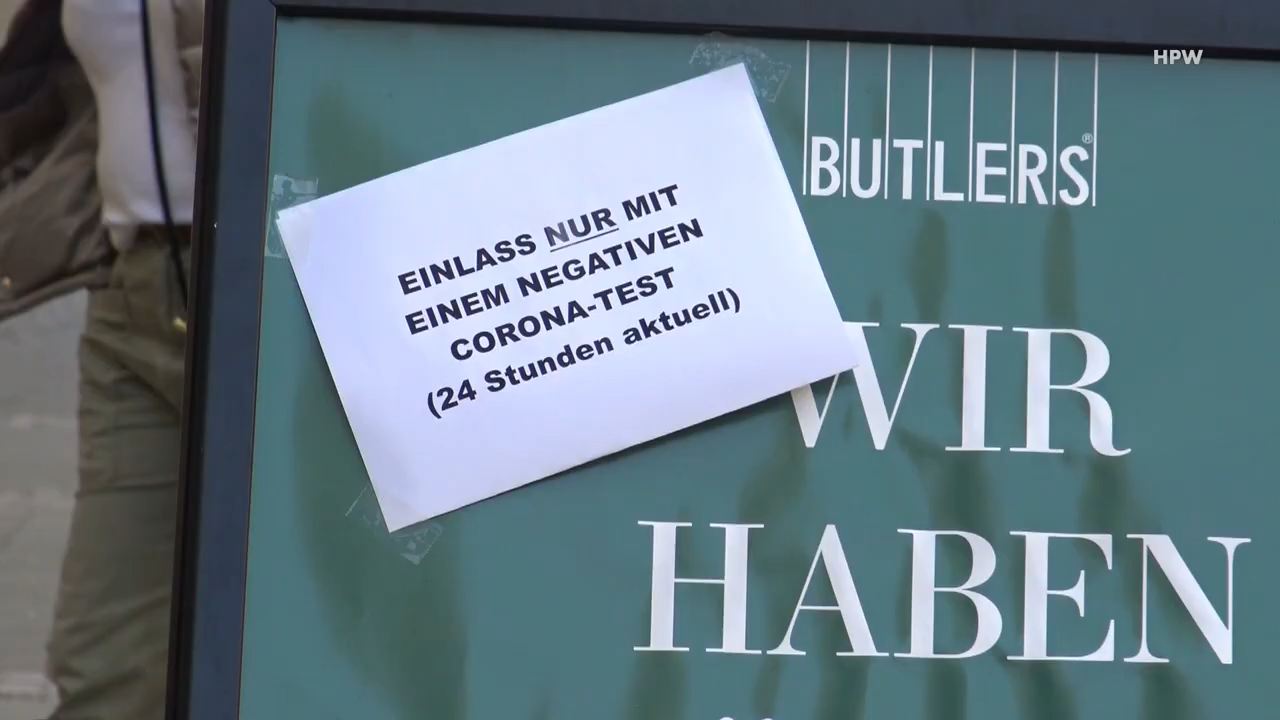 HPW
BUTLERS®
EINLASS NUR MIT
EINEM NEGATIVEN
CORONA-TEST
(24 Stunden aktuell)
WIR
HABEN